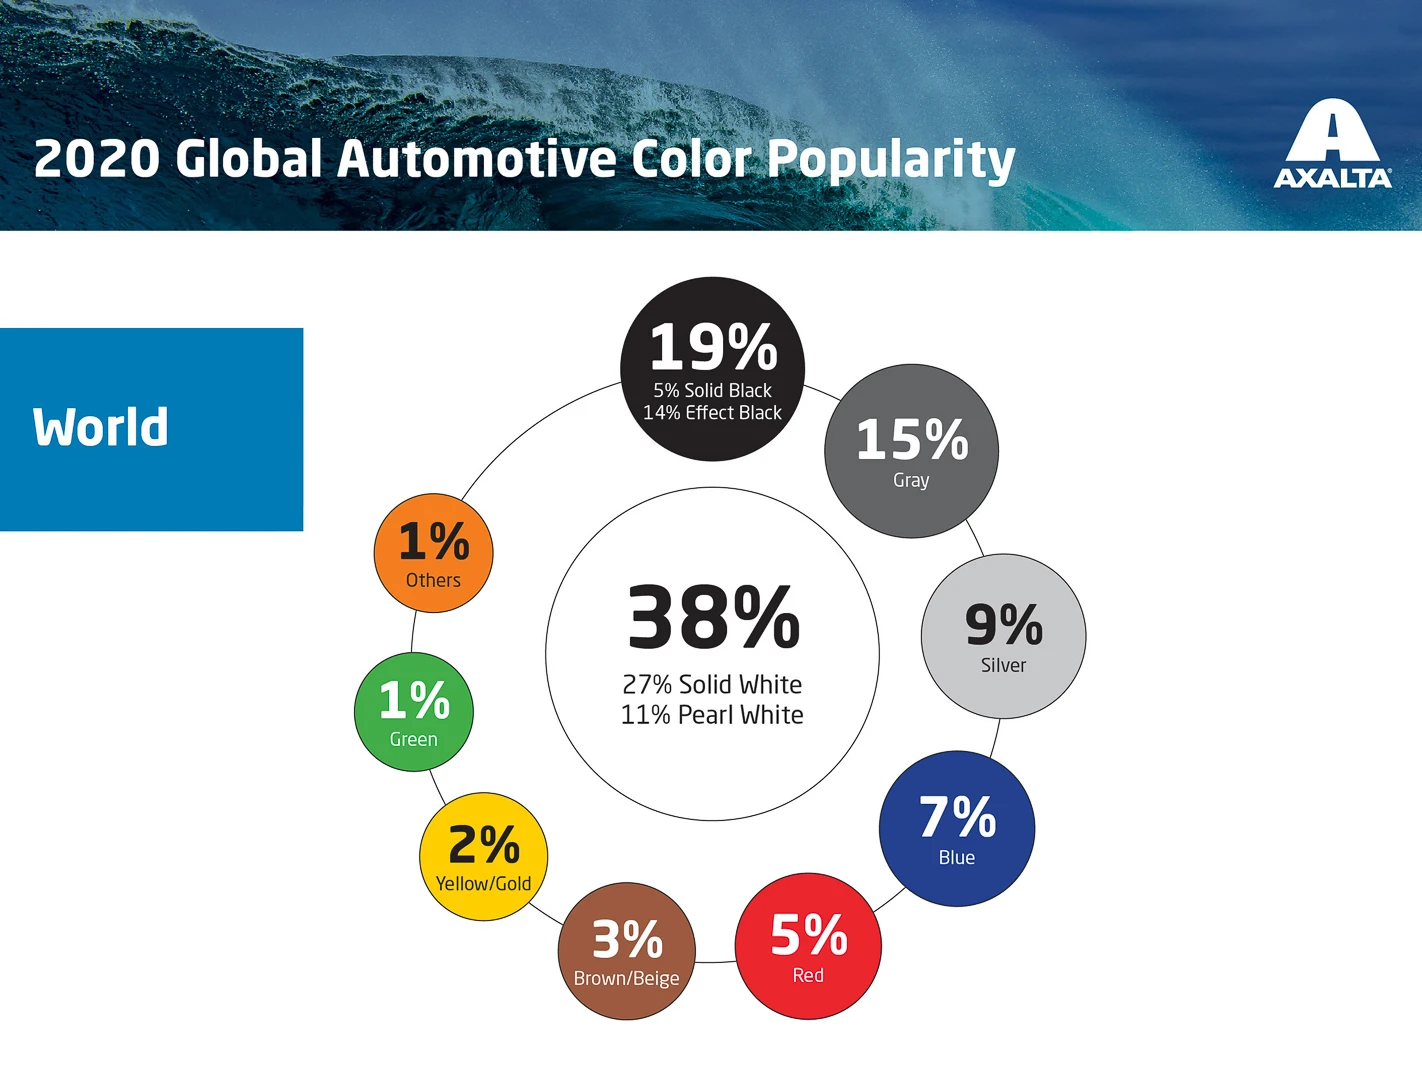 2020 Global Automotive Color Popularity
AXALTA
World
19%
5% Solid Black
14% Effect Black
15%
Gray
9%
Silver
7%
Blue
5%
Red
3%
Brown/Beige
2%
Yellow/Gold
1%
Green
1%
Others
38%
27% Solid White
11% Pearl White